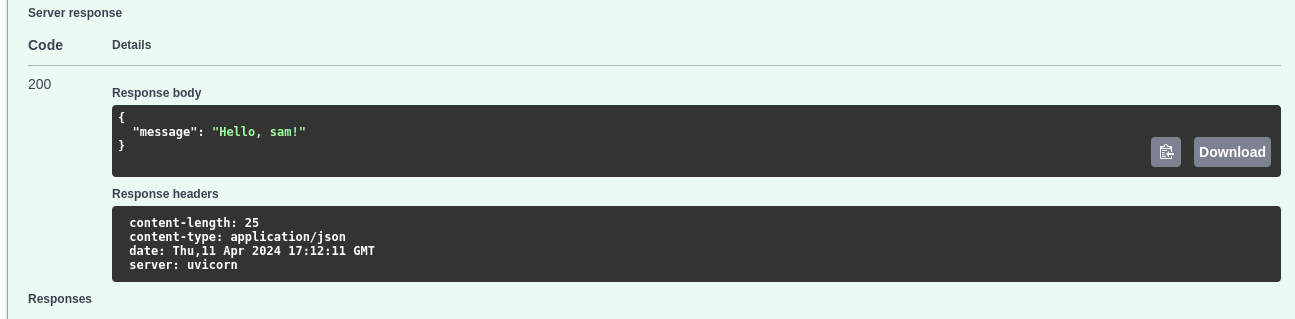 Server response
Code Details
200
Response body
{
  "message": "Hello, sam!"
}
Download
Response headers
content-length: 25
content-type: application/json
date: Thu,11 Apr 2024 17:12:11 GMT
server: uvicorn
Responses